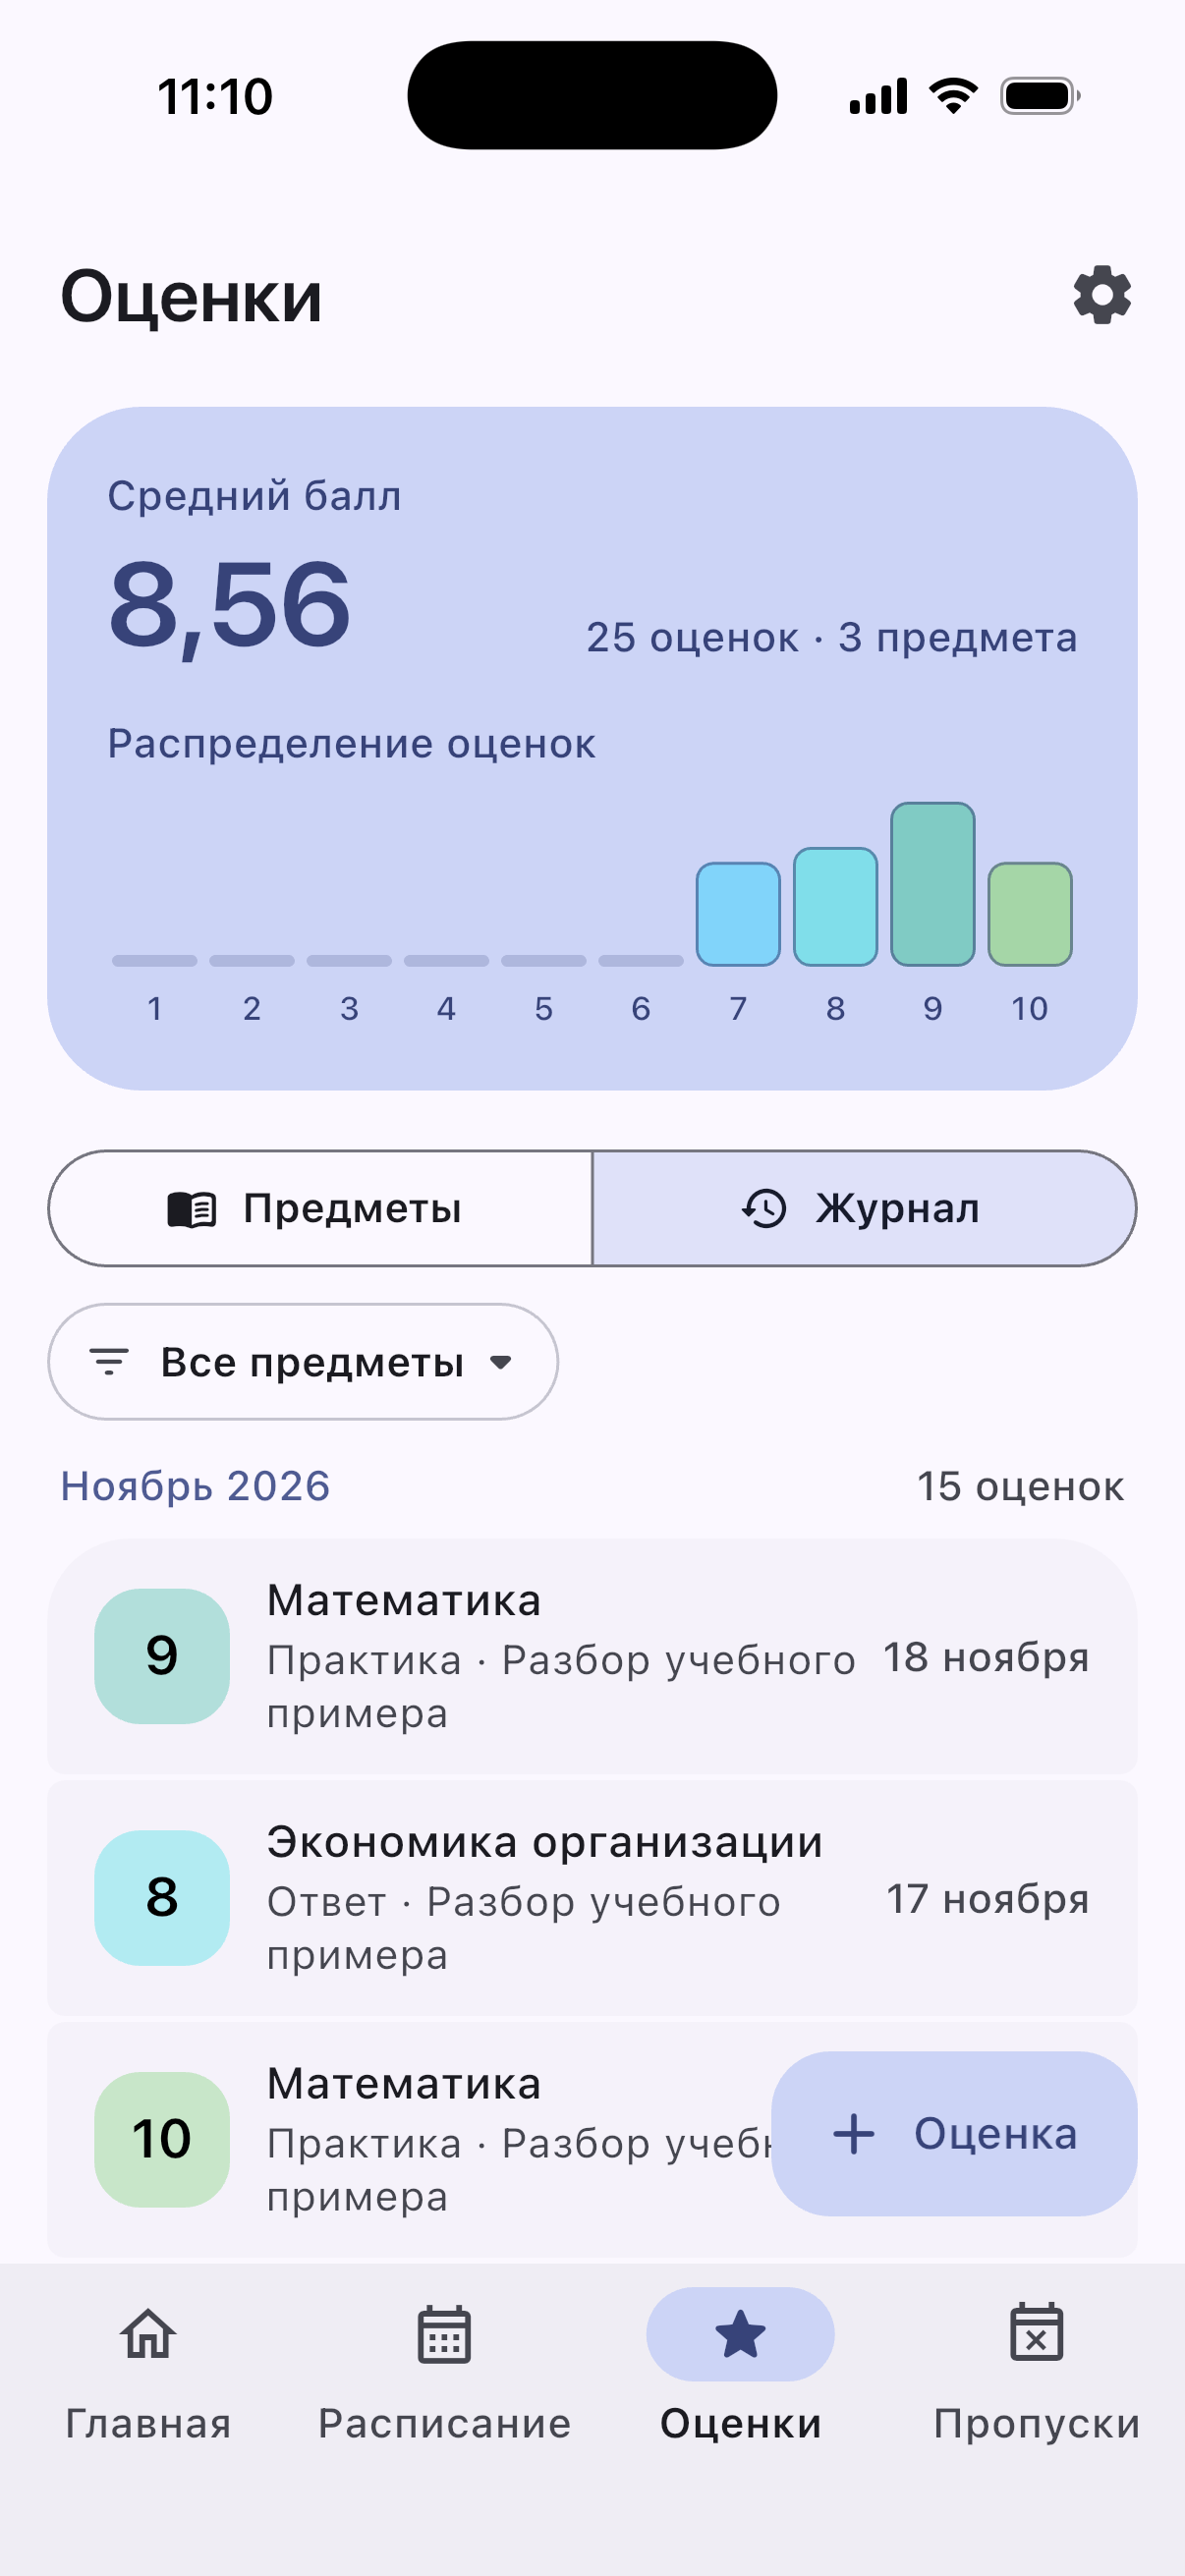 11:10
Оценки
Средний балл
8,56
25 оценок · 3 предмета
Распределение оценок
1 2 3 4 5 6 7 8 9 10
Предметы
Журнал
Все предметы
Ноябрь 2026
15 оценок
9
Математика
Практика · Разбор учебного
примера
18 ноября
8
Экономика организации
Ответ · Разбор учебного
примера
17 ноября
10
Математика
Практика · Разбор
примера
Оценка
Главная
Расписание
Оценки
Пропуски